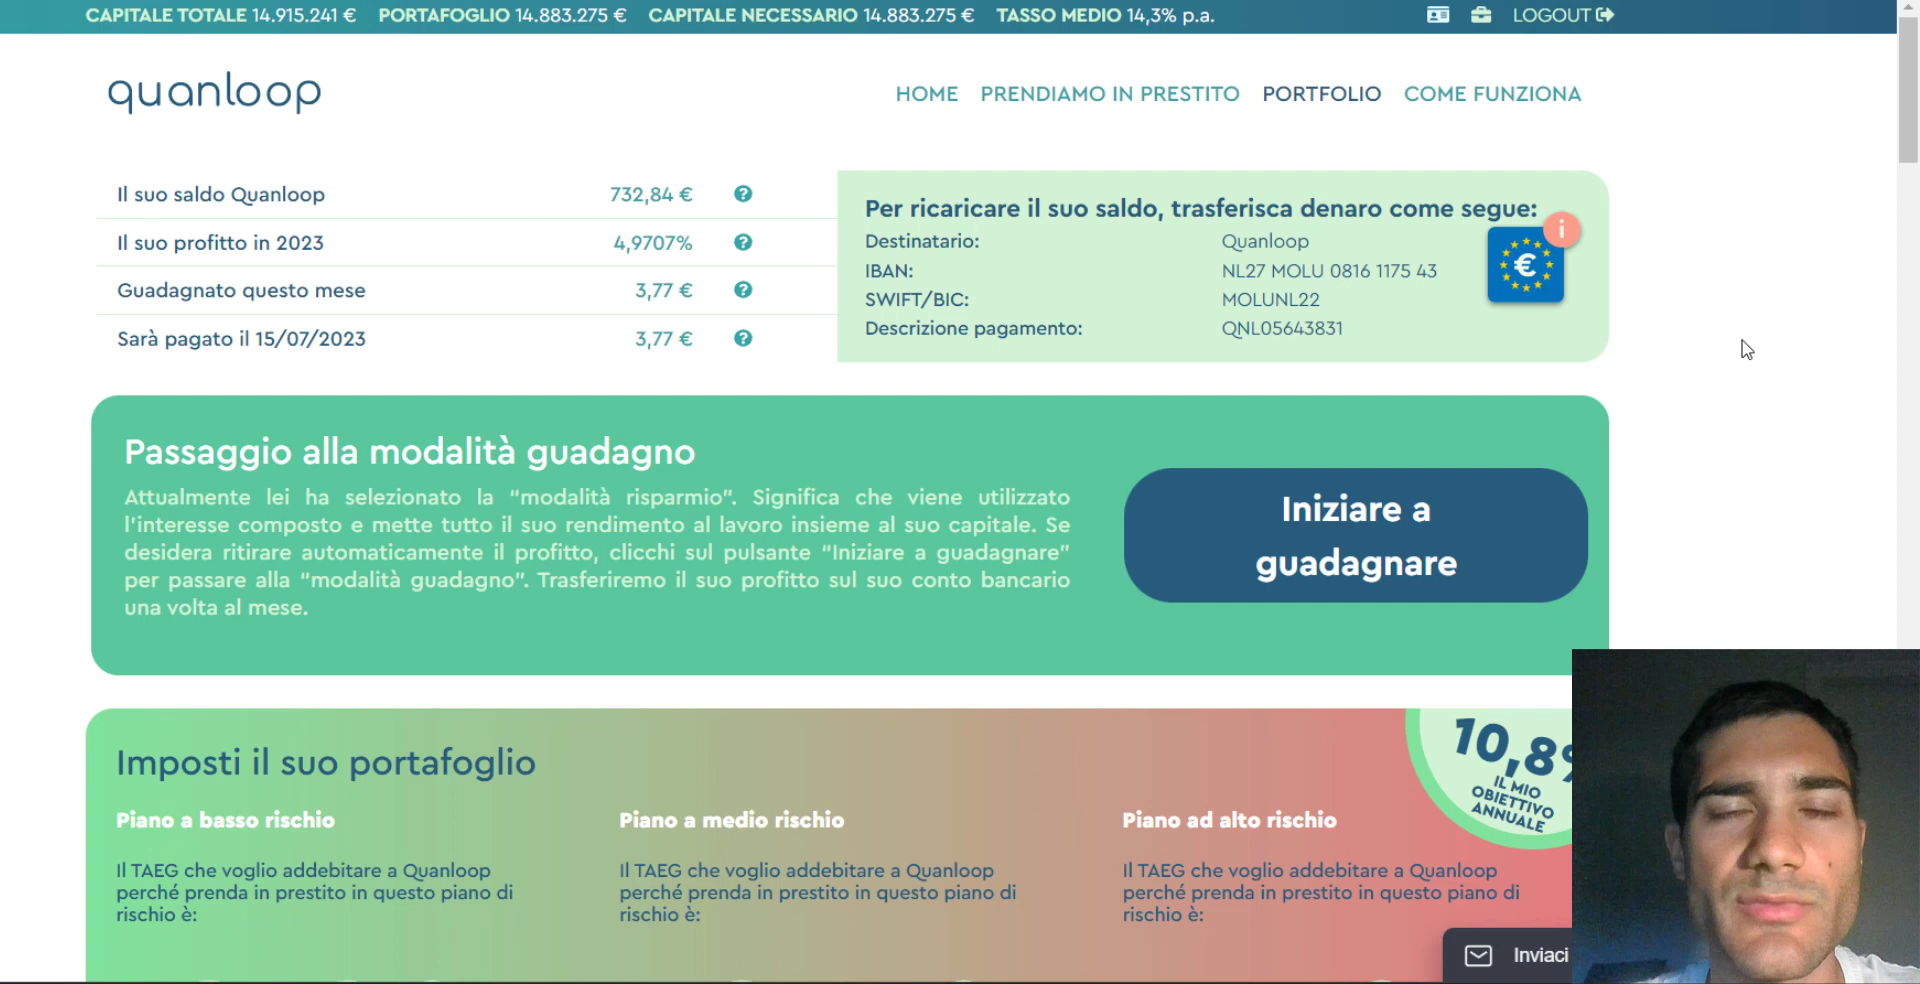 CAPITALE TOTALE 14.915.241 € PORTAFOGLIO 14.883.275 € CAPITALE NECESSARIO 14.883.275 € TASSO MEDIO 14,3% p.a. LOGOUT
quanloop
HOME PRENDIAMO IN PRESTITO PORTFOLIO COME FUNZIONA
Il suo saldo Quanloop 732,84 € ?
Il suo profitto in 2023 4,9707% ?
Guadagnato questo mese 3,77 € ?
Sarà pagato il 15/07/2023 3,77 € ?
Per ricaricare il suo saldo, trasferisca denaro come segue:
Destinatario: Quanloop
IBAN: NL27 MOLU 0816 1175 43
SWIFT/BIC: MOLUNL22
Descrizione pagamento: QNL05643831
i
€
Passaggio alla modalità guadagno
Attualmente lei ha selezionato la “modalità risparmio”. Significa che viene utilizzato
l’interesse composto e mette tutto il suo rendimento al lavoro insieme al suo capitale. Se
desidera ritirare automaticamente il profitto, clicchi sul pulsante “Iniziare a guadagnare”
per passare alla “modalità guadagno”. Trasferiremo il suo profitto sul suo conto bancario
una volta al mese.
Iniziare a
guadagnare
Imposti il suo portafoglio
10,8%
IL MIO
OBIETTIVO
ANNUALE
Piano a basso rischio
Il TAEG che voglio addebitare a Quanloop
perché prenda in prestito in questo piano di
rischio è:
Piano a medio rischio
Il TAEG che voglio addebitare a Quanloop
perché prenda in prestito in questo piano di
rischio è:
Piano ad alto rischio
Il TAEG che voglio addebitare a Quanloop
perché prenda in prestito in questo piano di
rischio è:
Inviaci